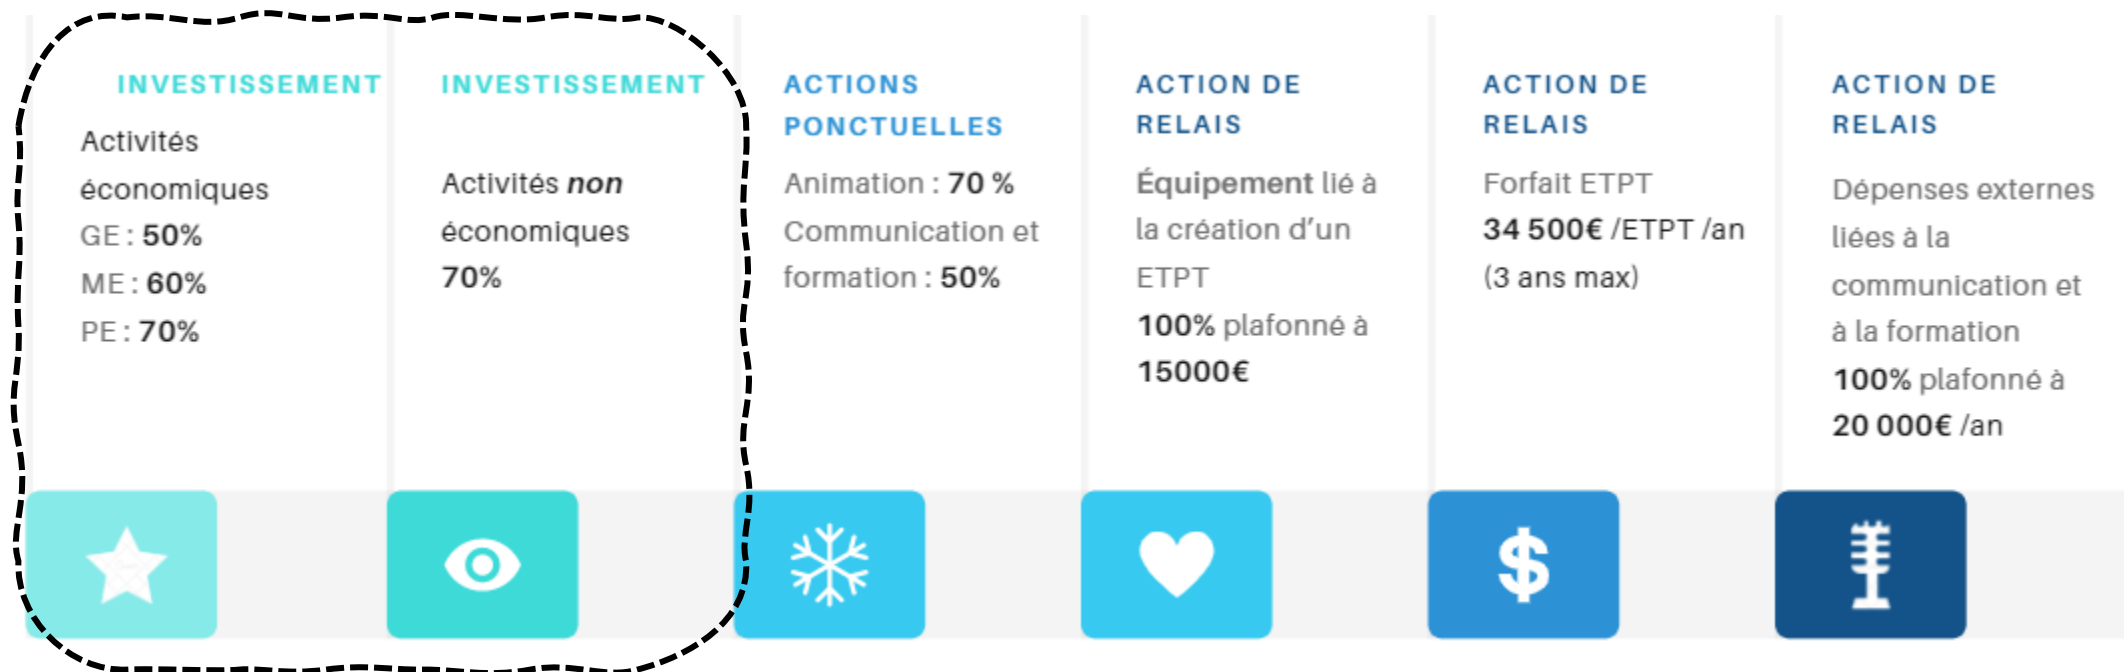 INVESTISSEMENT
Activités
économiques
GE : 50%
ME : 60%
PE : 70%
INVESTISSEMENT
Activités non
économiques
70%
ACTIONS
PONCTUELLES
Animation : 70 %
Communication et
formation : 50%
ACTION DE
RELAIS
Équipement lié à
la création d’un
ETPT
100% plafonné à
15000€
ACTION DE
RELAIS
Forfait ETPT
34 500€ /ETPT /an
(3 ans max)
ACTION DE
RELAIS
Dépenses externes
liées à la
communication et
à la formation
100% plafonné à
20 000€ /an